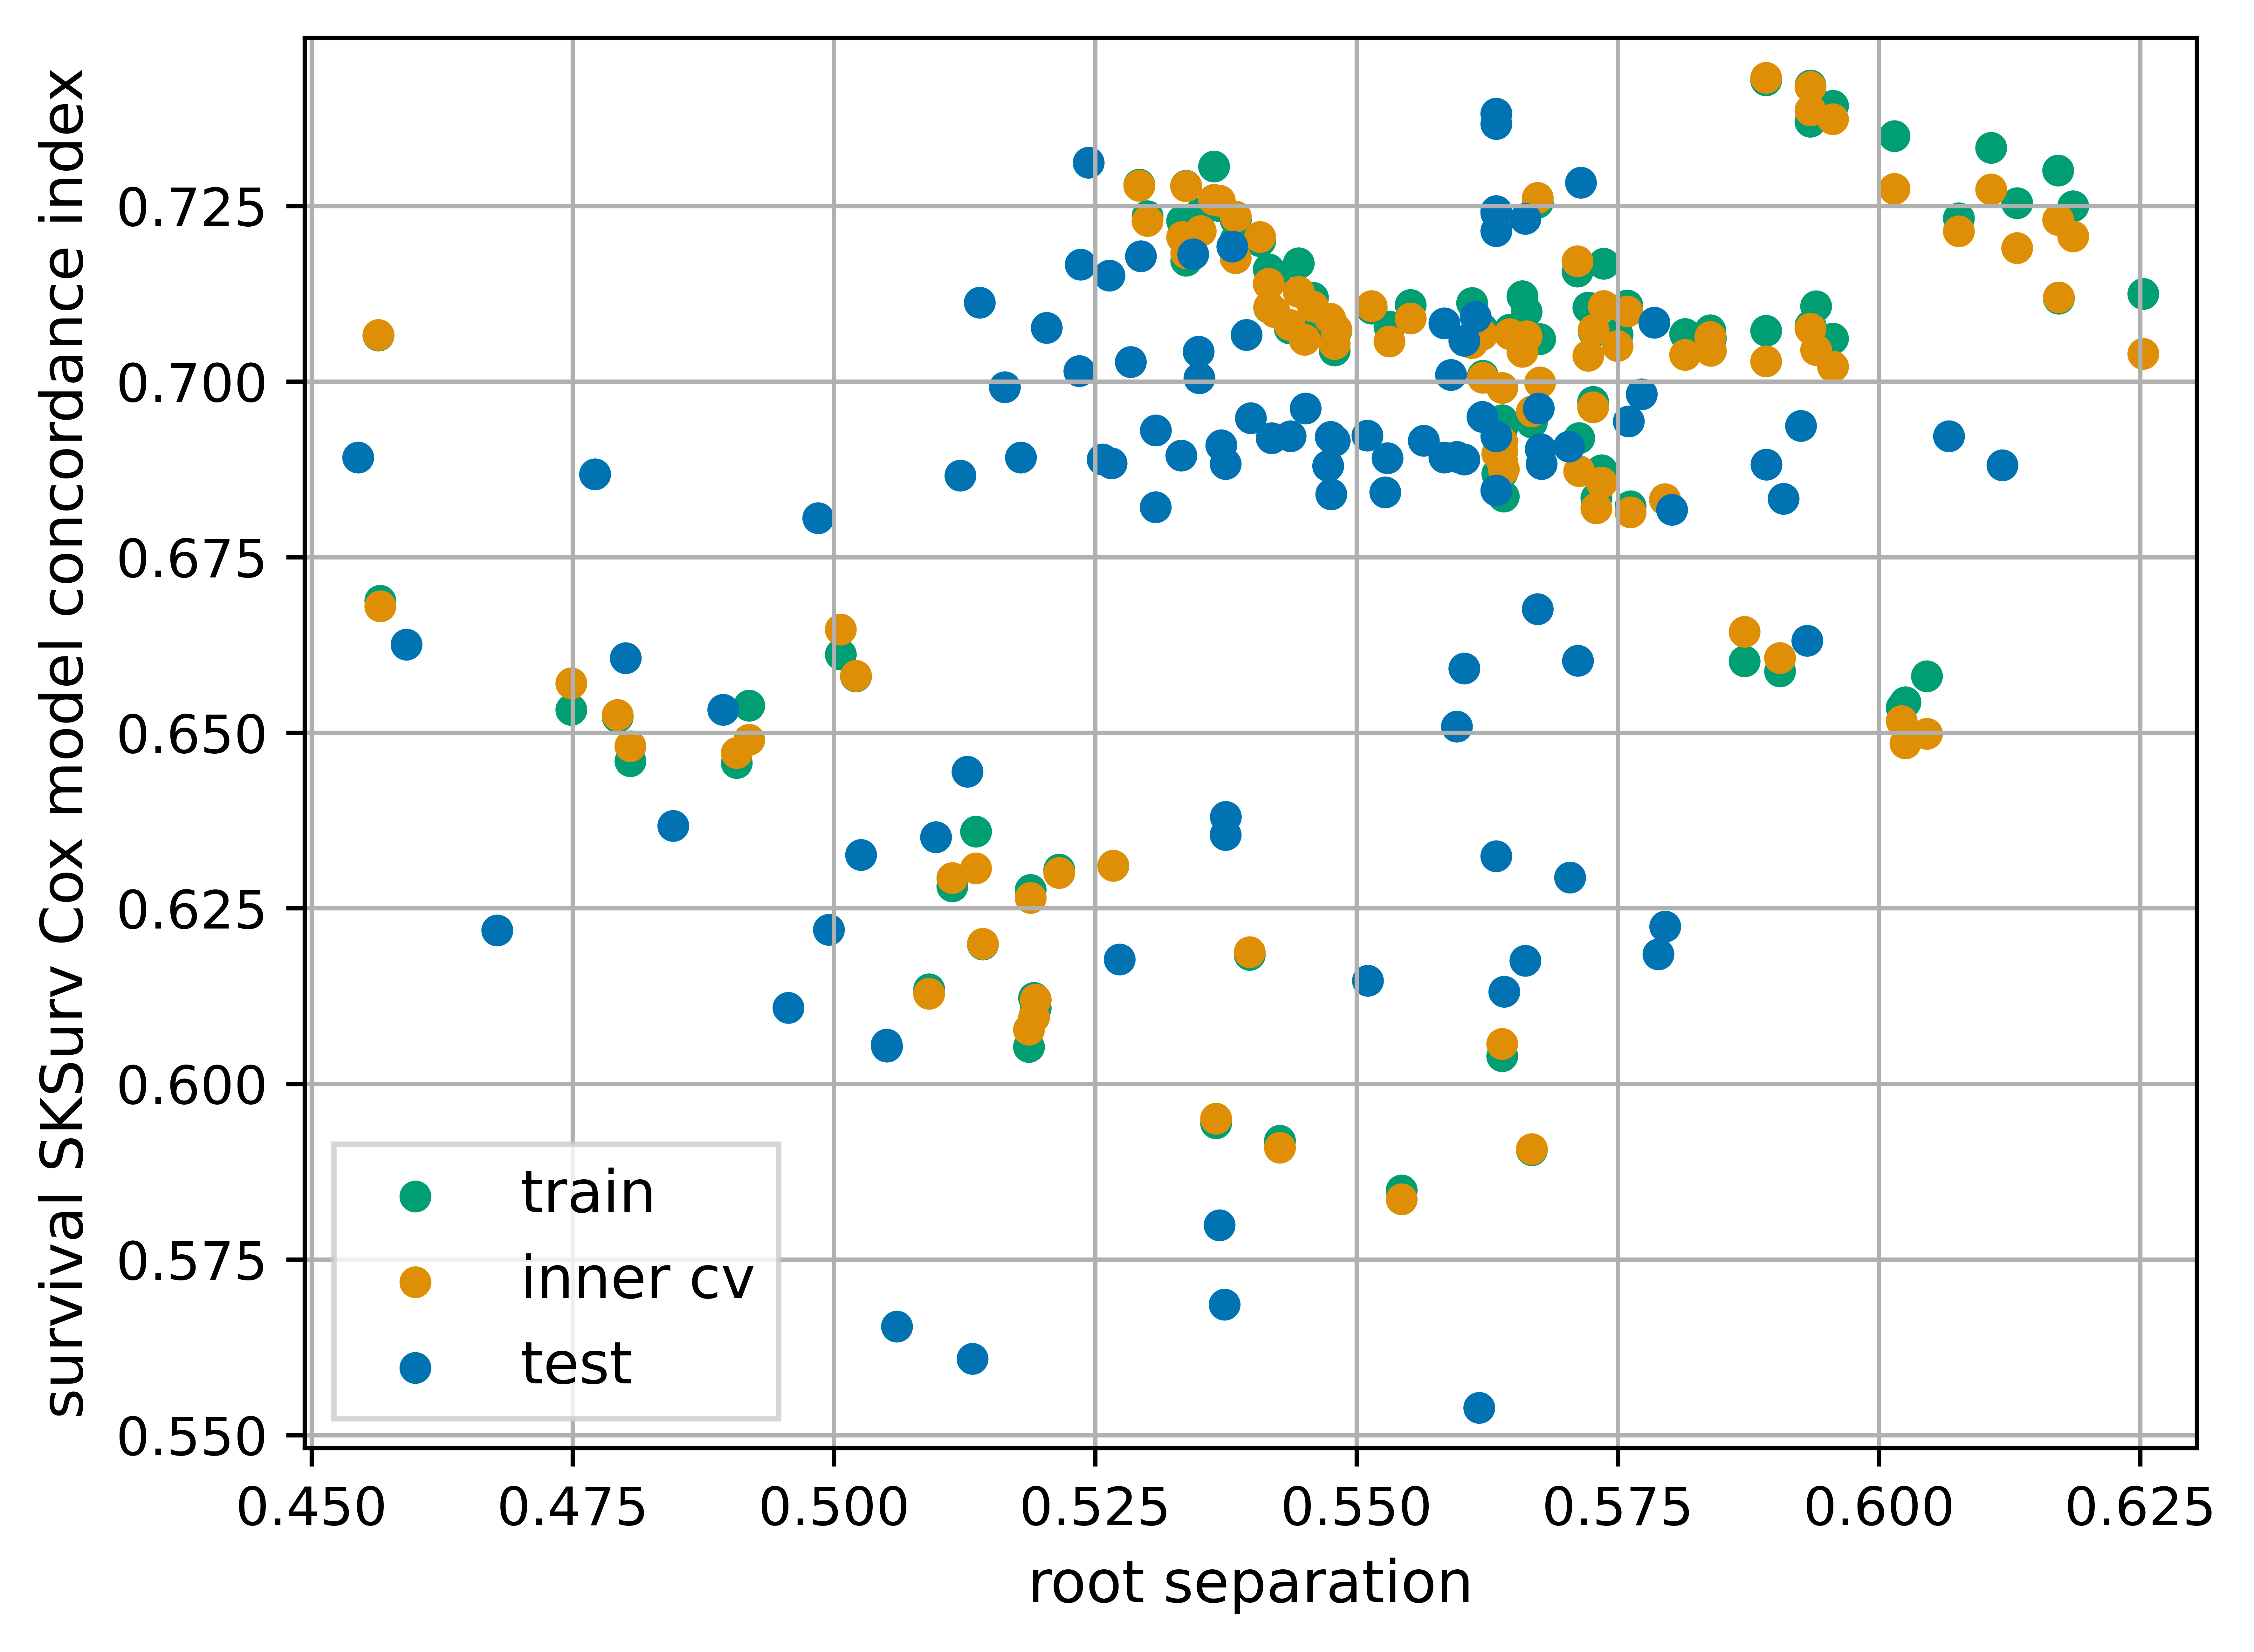 survival SKSurv Cox model concordance index
0.725
0.700
0.675
0.650
0.625
0.600
0.575
0.550
train
inner cv
test
0.450 0.475 0.500 0.525 0.550 0.575 0.600 0.625
root separation